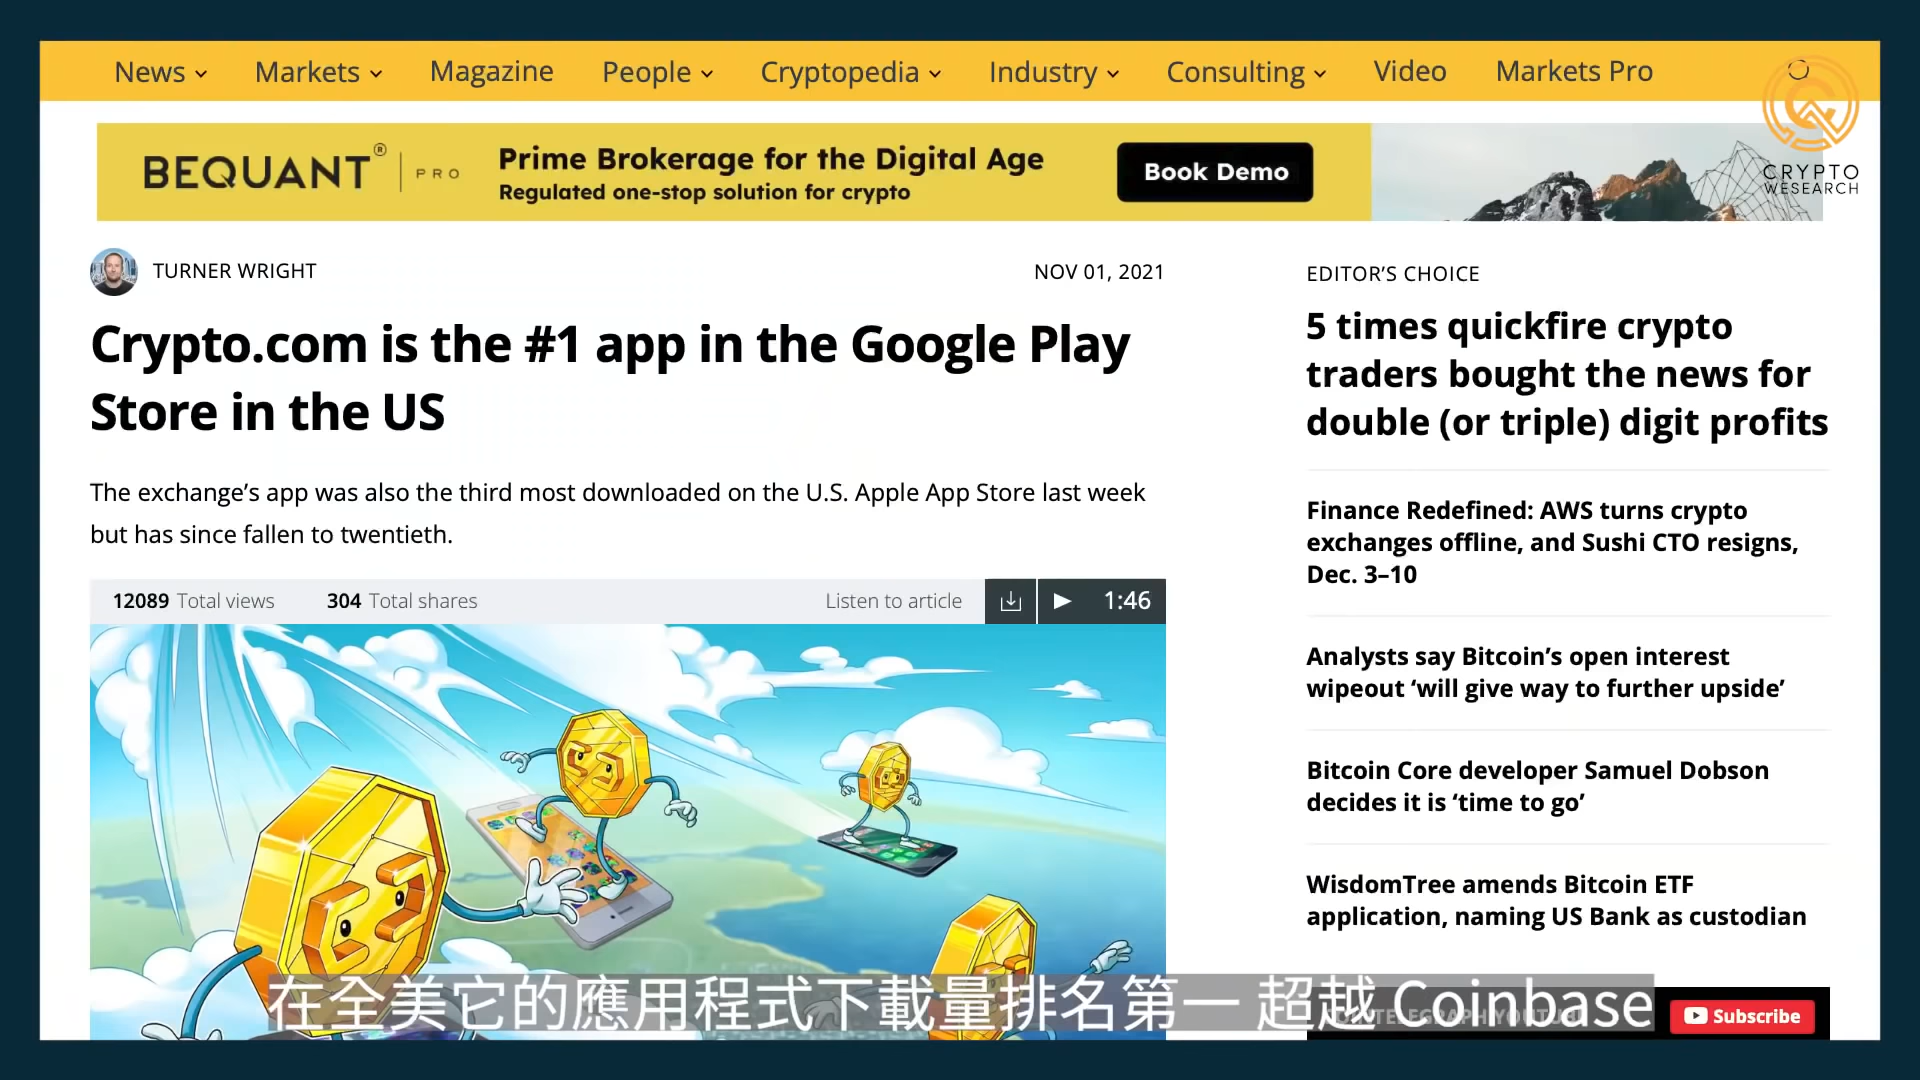 News Markets Magazine People Cryptopedia Industry Consulting Video Markets Pro
BEQUANT® PRO
Prime Brokerage for the Digital Age
Regulated one-stop solution for crypto
Book Demo
CRYPTO
WESEARCH
TURNER WRIGHT
NOV 01, 2021
Crypto.com is the #1 app in the Google Play
Store in the US
The exchange’s app was also the third most downloaded on the U.S. Apple App Store last week
but has since fallen to twentieth.
12089 Total views 304 Total shares Listen to article 1:46
EDITOR’S CHOICE
5 times quickfire crypto
traders bought the news for
double (or triple) digit profits
Finance Redefined: AWS turns crypto
exchanges offline, and Sushi CTO resigns,
Dec. 3–10
Analysts say Bitcoin’s open interest
wipeout ‘will give way to further upside’
Bitcoin Core developer Samuel Dobson
decides it is ‘time to go’
WisdomTree amends Bitcoin ETF
application, naming US Bank as custodian
Subscribe
在全美它的應用程式下載量排名第一 超越 Coinbase